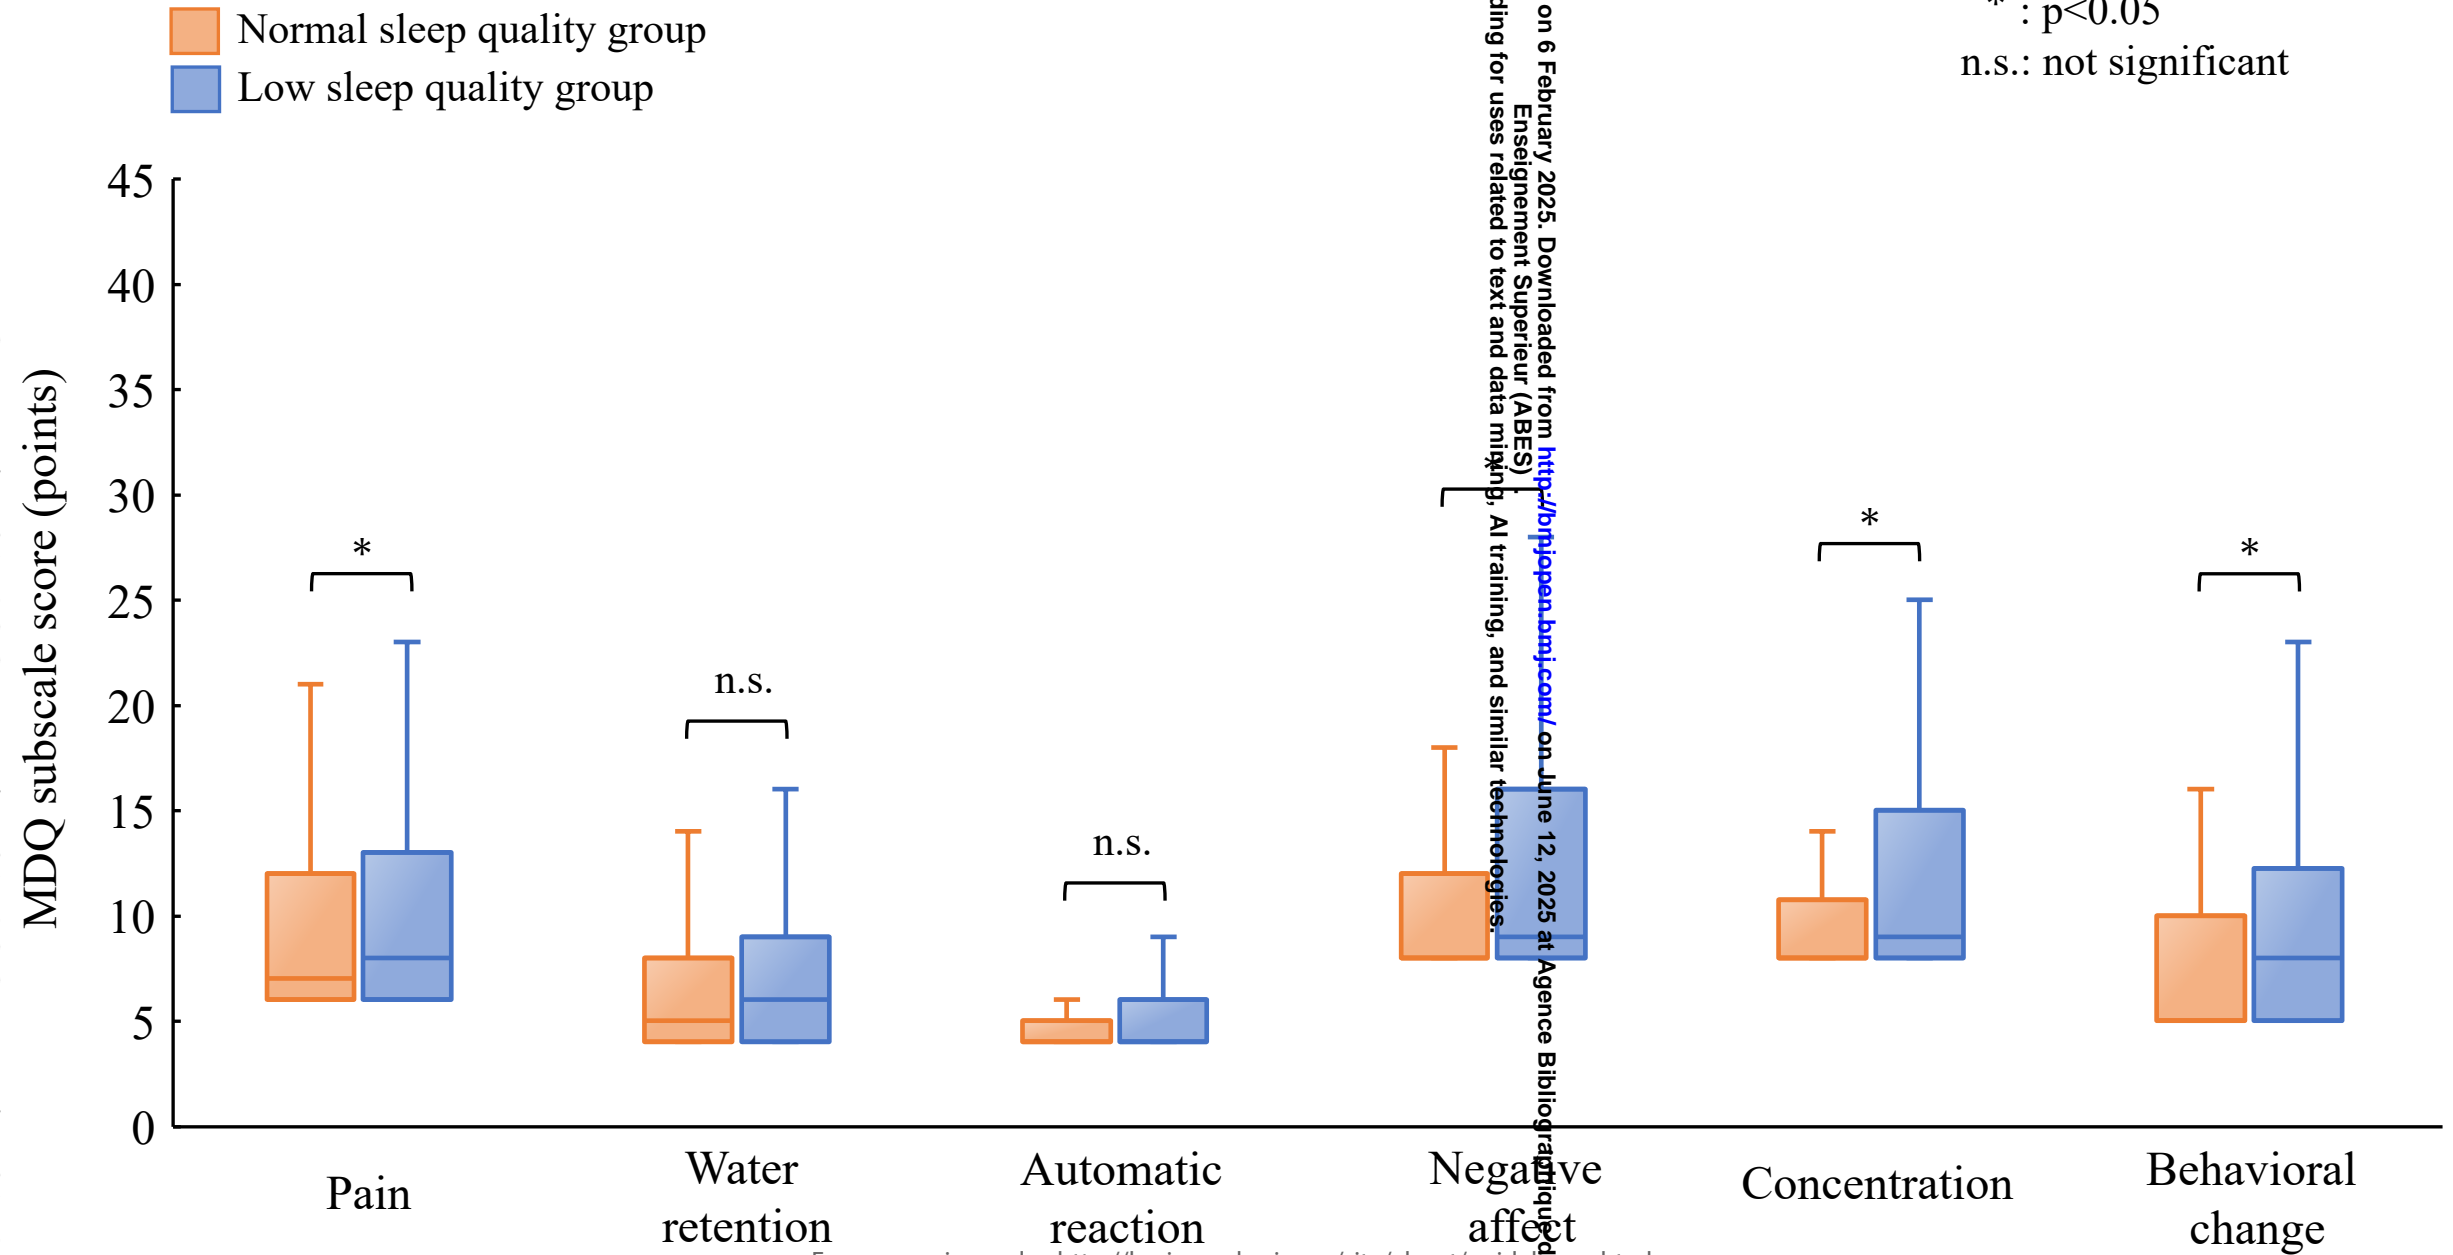 Normal sleep quality group
Low sleep quality group
* : p<0.05
n.s.: not significant
MDQ subscale score (points)
45
40
35
30
25
20
15
10
5
0
*
n.s.
n.s.
*
*
*
Pain
Water
retention
Automatic
reaction
Negative
affect
Concentration
Behavioral
change
on 6 February 2025. Downloaded from http://bmjopen.bmj.com/ on June 12, 2025 at Agence Bibliographique d
Enseignement Superieur (ABES) .
ding for uses related to text and data mining, AI training, and similar technologies.